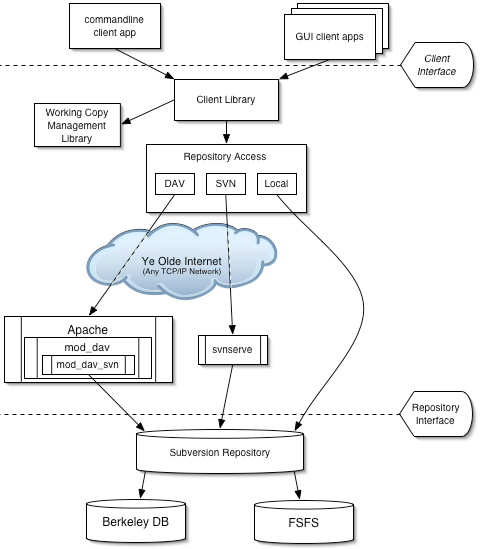 commandline
client app
GUI client apps
Client
Interface
Client Library
Working Copy
Management
Library
Repository Access
DAV
SVN
Local
Ye Olde Internet
(Any TCP/IP Network)
Apache
mod_dav
mod_dav_svn
svnserve
Repository
Interface
Subversion Repository
Berkeley DB
FSFS